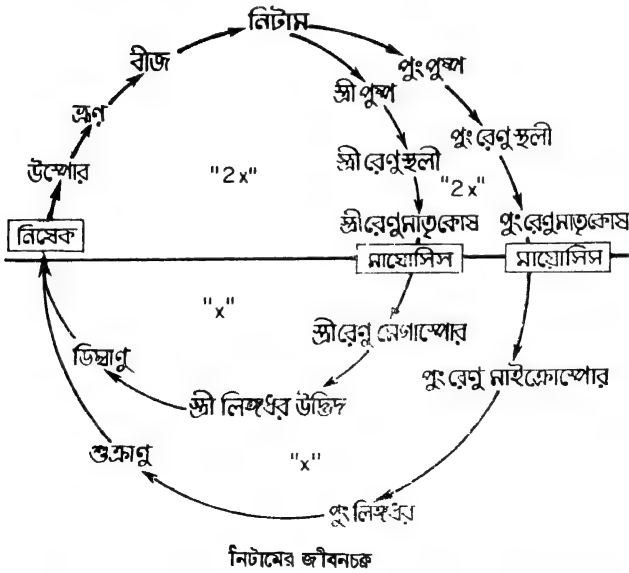 নিটাম
বীজ
পুংপুষ্প
স্ত্রী পুষ্প
ভ্রূণ
পুং রেণু স্থলী
স্ত্রী রেণু স্থলী
উস্পোর
"2x"
"2x"
স্ত্রীরেণুমাতৃকোষ
পুংরেণুমাতৃকোষ
নিষেক
মায়োসিস
মায়োসিস
"x"
স্ত্রীরেণু মেগাস্পোর
ডিম্বাণু
পুং রেণু মাইক্রোস্পোর
স্ত্রী লিঙ্গধর উদ্ভিদ
শুক্রাণু
"x"
পুং লিঙ্গধর
নিটামের জীবনচক্র